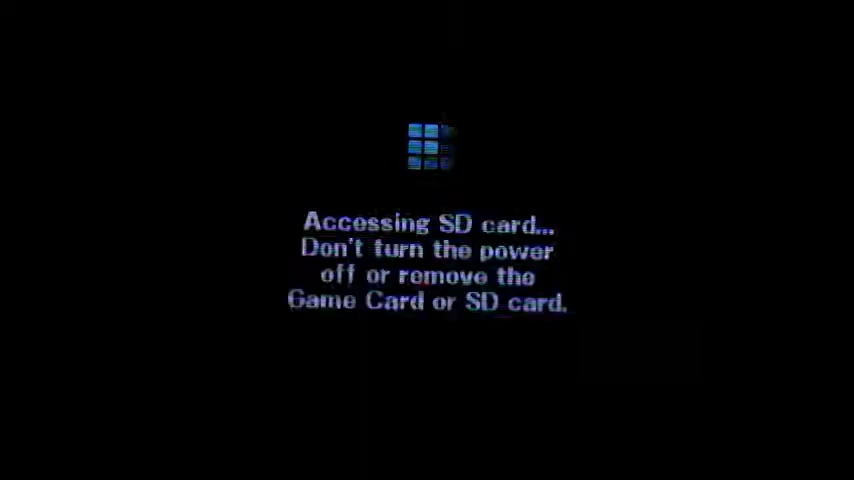 Accessing SD card...
Don't turn the power
off or remove the
Game Card or SD card.